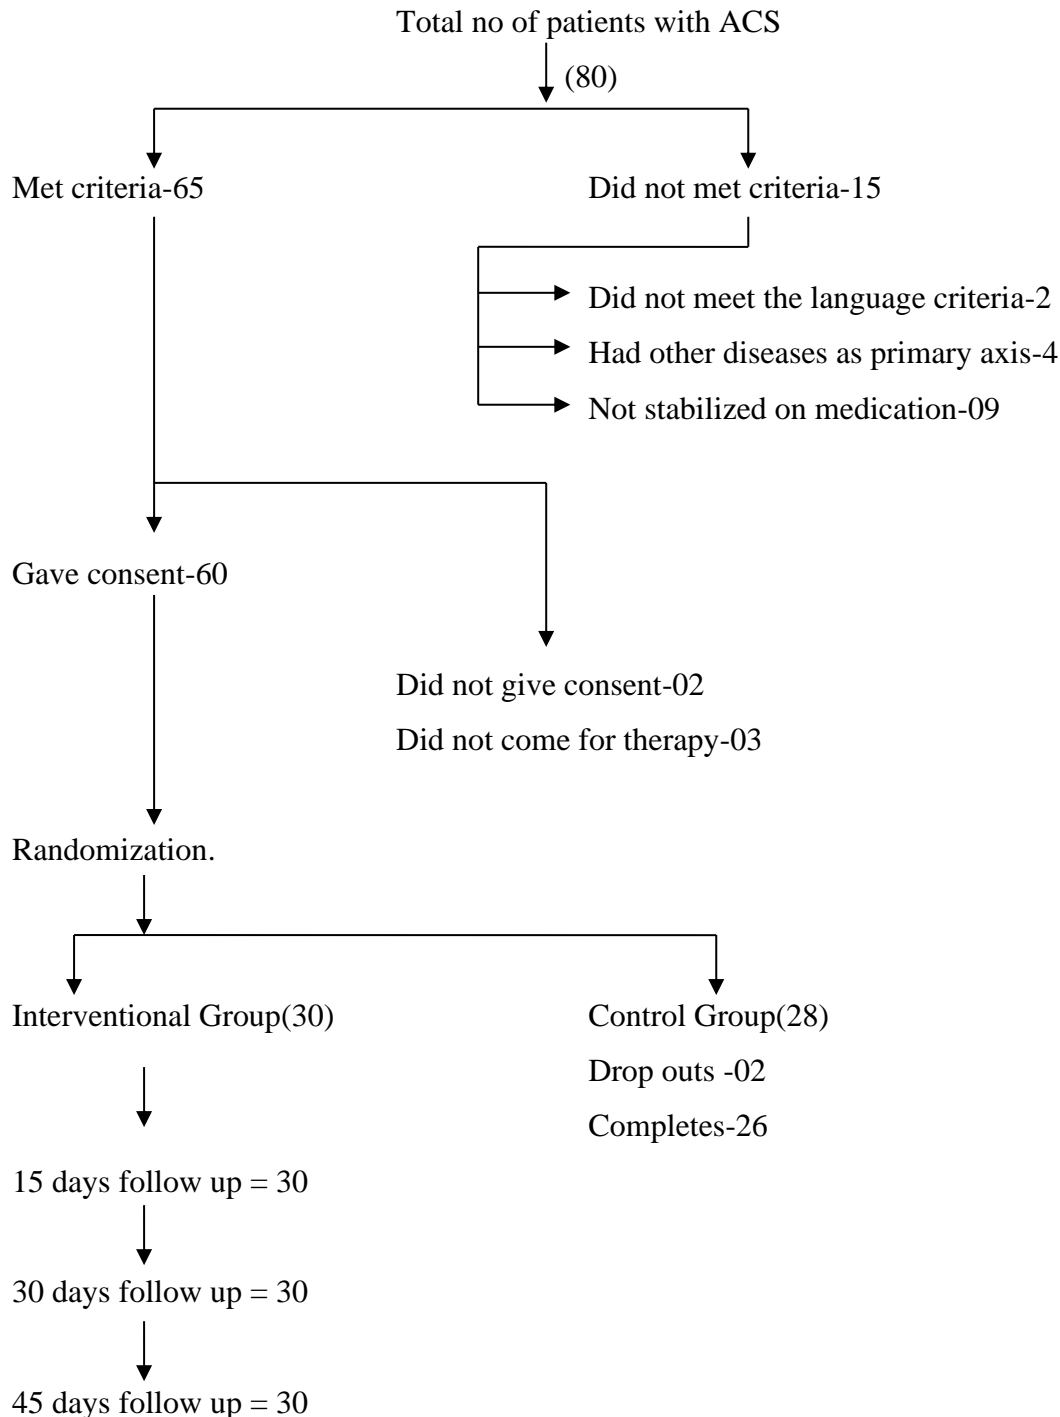 Total no of patients with ACS
(80)
Met criteria-65
Did not met criteria-15
Did not meet the language criteria-2
Had other diseases as primary axis-4
Not stabilized on medication-09
Gave consent-60
Did not give consent-02
Did not come for therapy-03
Randomization.
Interventional Group(30)
Control Group(28)
Drop outs -02
Completes-26
15 days follow up = 30
30 days follow up = 30
45 days follow up = 30